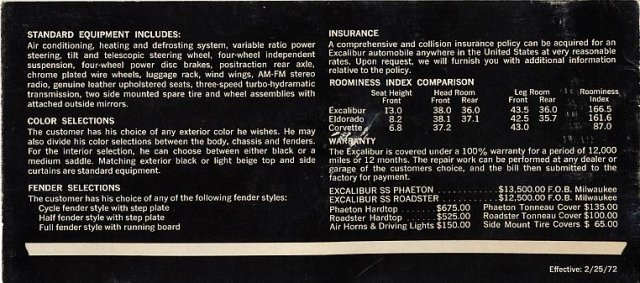 STANDARD EQUIPMENT INCLUDES:
Air conditioning, heating and defrosting system, variable ratio power
steering, tilt and telescopic steering wheel, four-wheel independent
suspension, four-wheel power disc brakes, positraction rear axle,
chrome plated wire wheels, luggage rack, wind wings, AM-FM stereo
radio, genuine leather upholstered seats, three-speed turbo-hydramatic
transmission, two side mounted spare tire and wheel assemblies with
attached outside mirrors.
COLOR SELECTIONS
The customer has his choice of any exterior color he wishes. He may
also divide his color selections between the body, chassis and fenders.
For the interior selection, he can choose between either black or a
medium saddle. Matching exterior black or light beige top and side
curtains are standard equipment.
FENDER SELECTIONS
The customer has his choice of any of the following fender styles:
Cycle fender style with step plate
Half fender style with step plate
Full fender style with running board
INSURANCE
A comprehensive and collision insurance policy can be acquired for an
Excalibur automobile anywhere in the United States at very reasonable
rates. Upon request, we will furnish you with additional information
relative to the policy.
ROOMINESS INDEX COMPARISON
Seat Height Head Room Leg Room Roominess
Front Front Rear Front Rear Index
Excalibur 13.0 38.0 36.0 43.5 36.0 166.5
Eldorado 8.2 38.1 37.1 42.5 35.7 161.6
Corvette 6.8 37.2 43.0 87.0
WARRANTY
The Excalibur is covered under a 100% warranty for a period of 12,000
miles or 12 months. The repair work can be performed at any dealer or
garage of the customers choice, and the bill then submitted to the
factory for payment.
EXCALIBUR SS PHAETON ........... $13,500.00 F.O.B. Milwaukee
EXCALIBUR SS ROADSTER ........... $12,500.00 F.O.B. Milwaukee
Phaeton Hardtop ....... $675.00 Phaeton Tonneau Cover $135.00
Roadster Hardtop ...... $525.00 Roadster Tonneau Cover $100.00
Air Horns & Driving Lights $150.00 Side Mount Tire Covers $ 65.00
Effective: 2/25/72